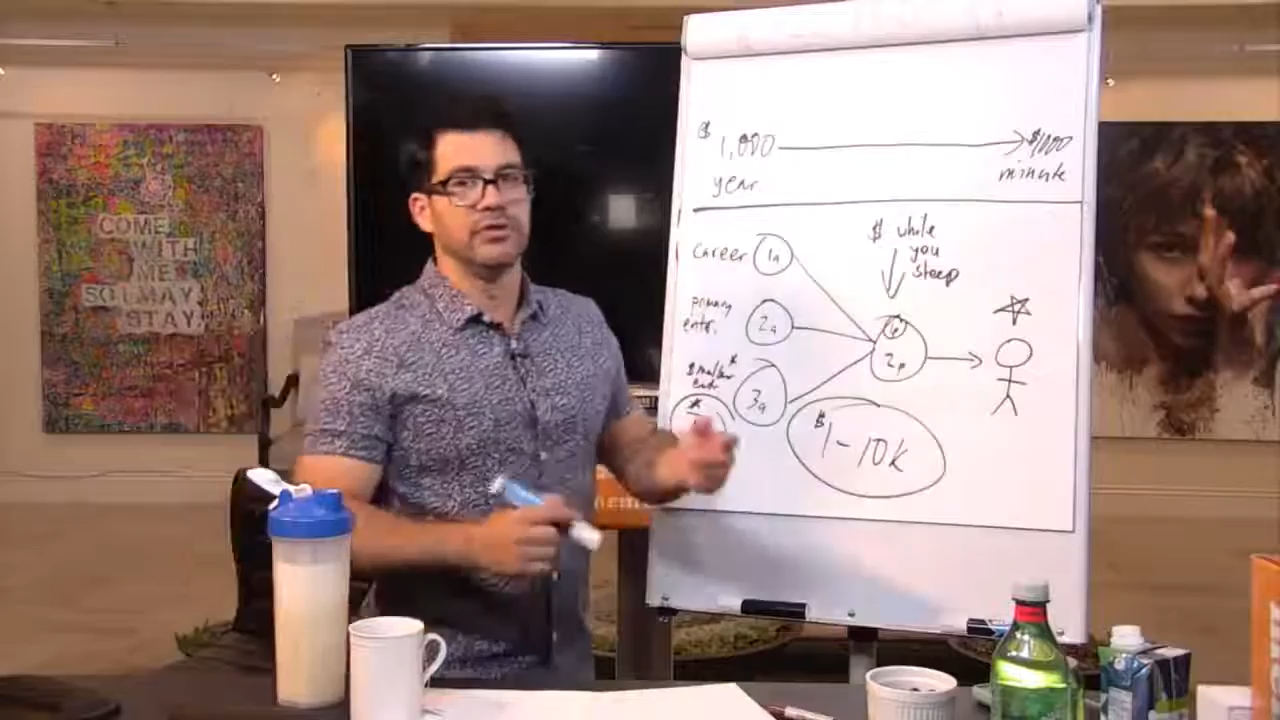 COME
WITH
ME
SO I MAY
STAY.
$1,000
year
$1000
minute
career
1a
primary
entr.
2a
3a
$ while
you
sleep
2p
$1-10k